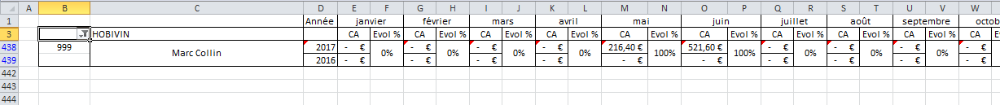 A B C D E F G H I J K L M N O P Q R S T U V W
1 Année janvier février mars avril mai juin juillet août septembre octob
3 HOBIVIN CA Evol % CA Evol % CA Evol % CA Evol % CA Evol % CA Evol % CA Evol % CA Evol % CA Evol % CA E
438 999 Marc Collin 2017 - € 0% - € 0% - € 0% - € 0% 216,40 € 100% 521,60 € 100% - € 0% - € 0% - € 0% - €
439 2016 - € - € - € - € - € - € - € - € - € - €
442
443
444